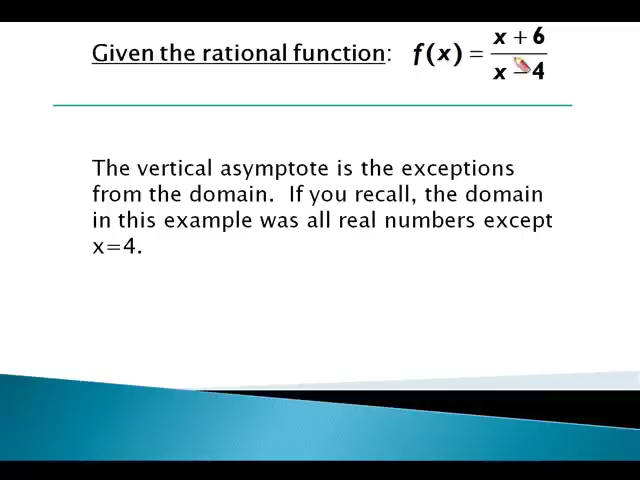 Given the rational function: f(x) = x + 6 / x − 4
The vertical asymptote is the exceptions
from the domain. If you recall, the domain
in this example was all real numbers except
x=4.